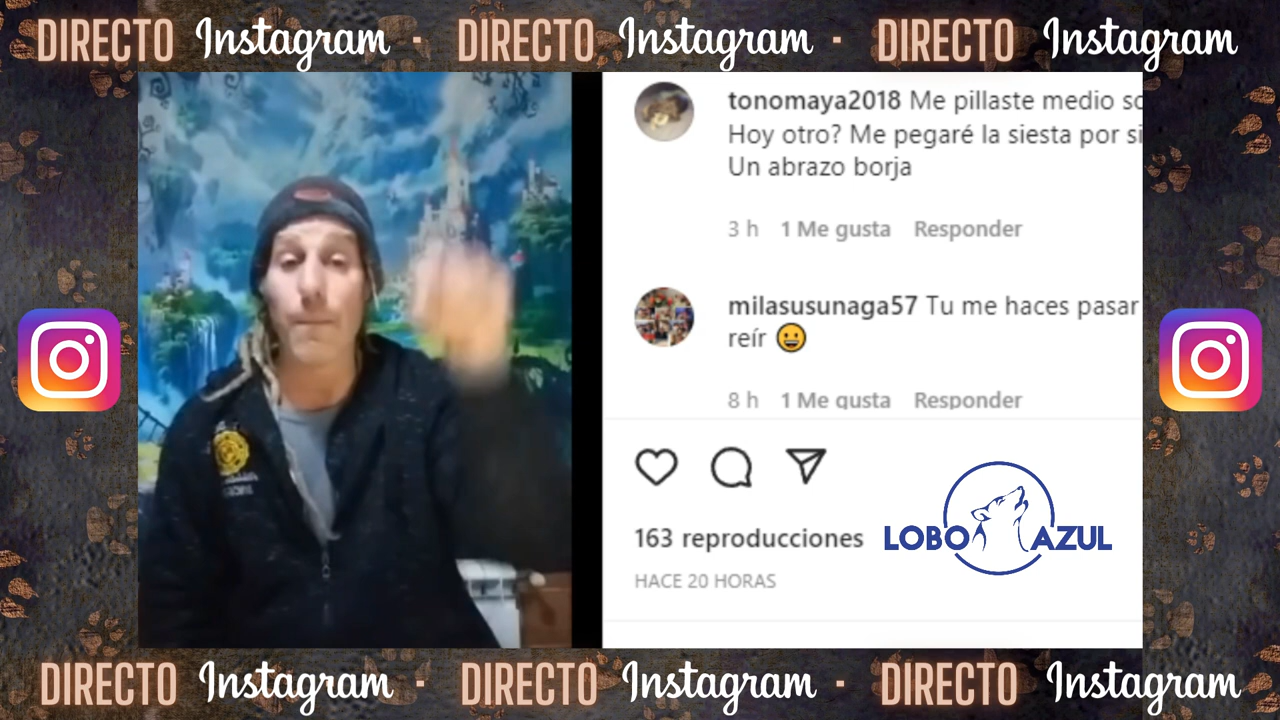 DIRECTO Instagram · DIRECTO Instagram · DIRECTO Instagram
tonomaya2018 Me pillaste medio
Hoy otro? Me pegaré la siesta por
Un abrazo borja
3 h 1 Me gusta Responder
milasusunaga57 Tu me haces pasar
reír 😀
8 h 1 Me gusta Responder
163 reproducciones
HACE 20 HORAS
LOBO AZUL
DIRECTO Instagram · DIRECTO Instagram · DIRECTO Instagram